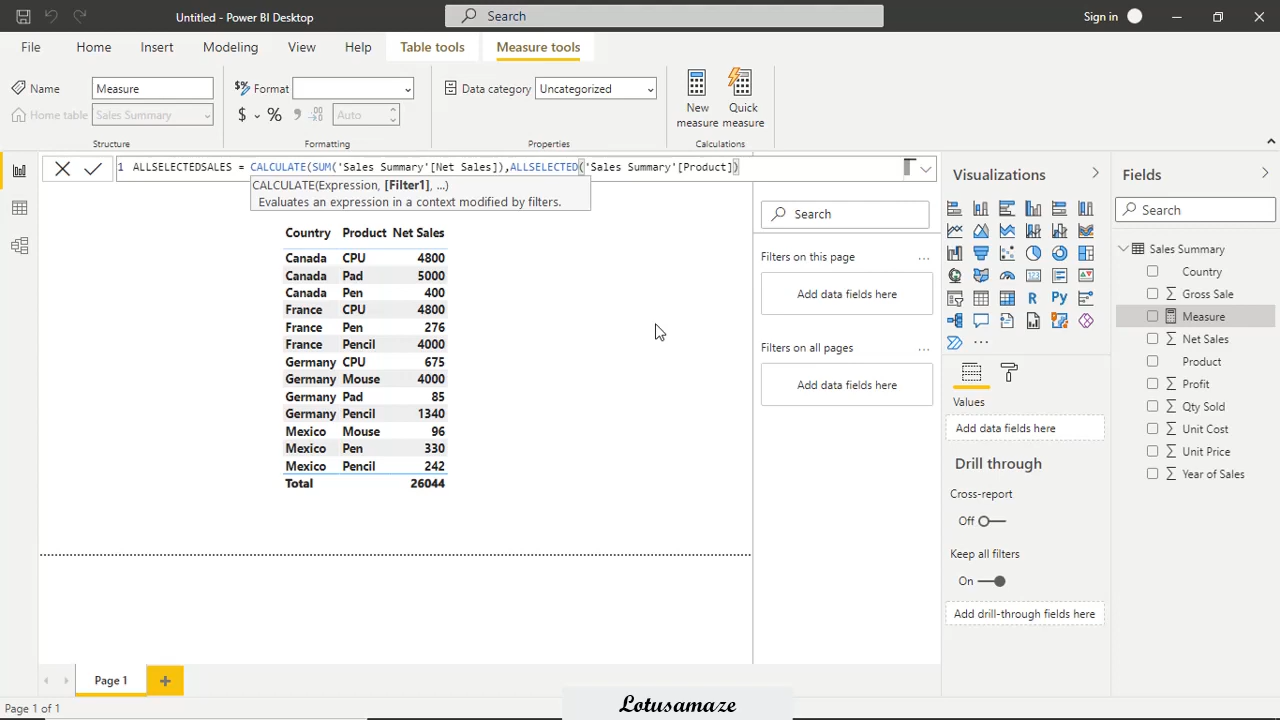 Untitled - Power BI Desktop
Search
Sign in
File
Home
Insert
Modeling
View
Help
Table tools
Measure tools
Name
Measure
Home table
Sales Summary
Structure
Format
$
%
Auto
Formatting
Data category
Uncategorized
Properties
New measure
Quick measure
Calculations
1 ALLSELECTEDSALES = CALCULATE(SUM('Sales Summary'[Net Sales]),ALLSELECTED('Sales Summary'[Product])
CALCULATE(Expression, [Filter1], ...)
Evaluates an expression in a context modified by filters.
Country Product Net Sales
Canada CPU 4800
Canada Pad 5000
Canada Pen 400
France CPU 4800
France Pen 276
France Pencil 4000
Germany CPU 675
Germany Mouse 4000
Germany Pad 85
Germany Pencil 1340
Mexico Mouse 96
Mexico Pen 330
Mexico Pencil 242
Total 26044
Search
Filters on this page
Add data fields here
Filters on all pages
Add data fields here
Visualizations
R
Py
Values
Add data fields here
Drill through
Cross-report
Off
Keep all filters
On
Add drill-through fields here
Fields
Search
Sales Summary
Country
Gross Sale
Measure
Net Sales
Product
Profit
Qty Sold
Unit Cost
Unit Price
Year of Sales
Page 1
Page 1 of 1
Lotusamaze